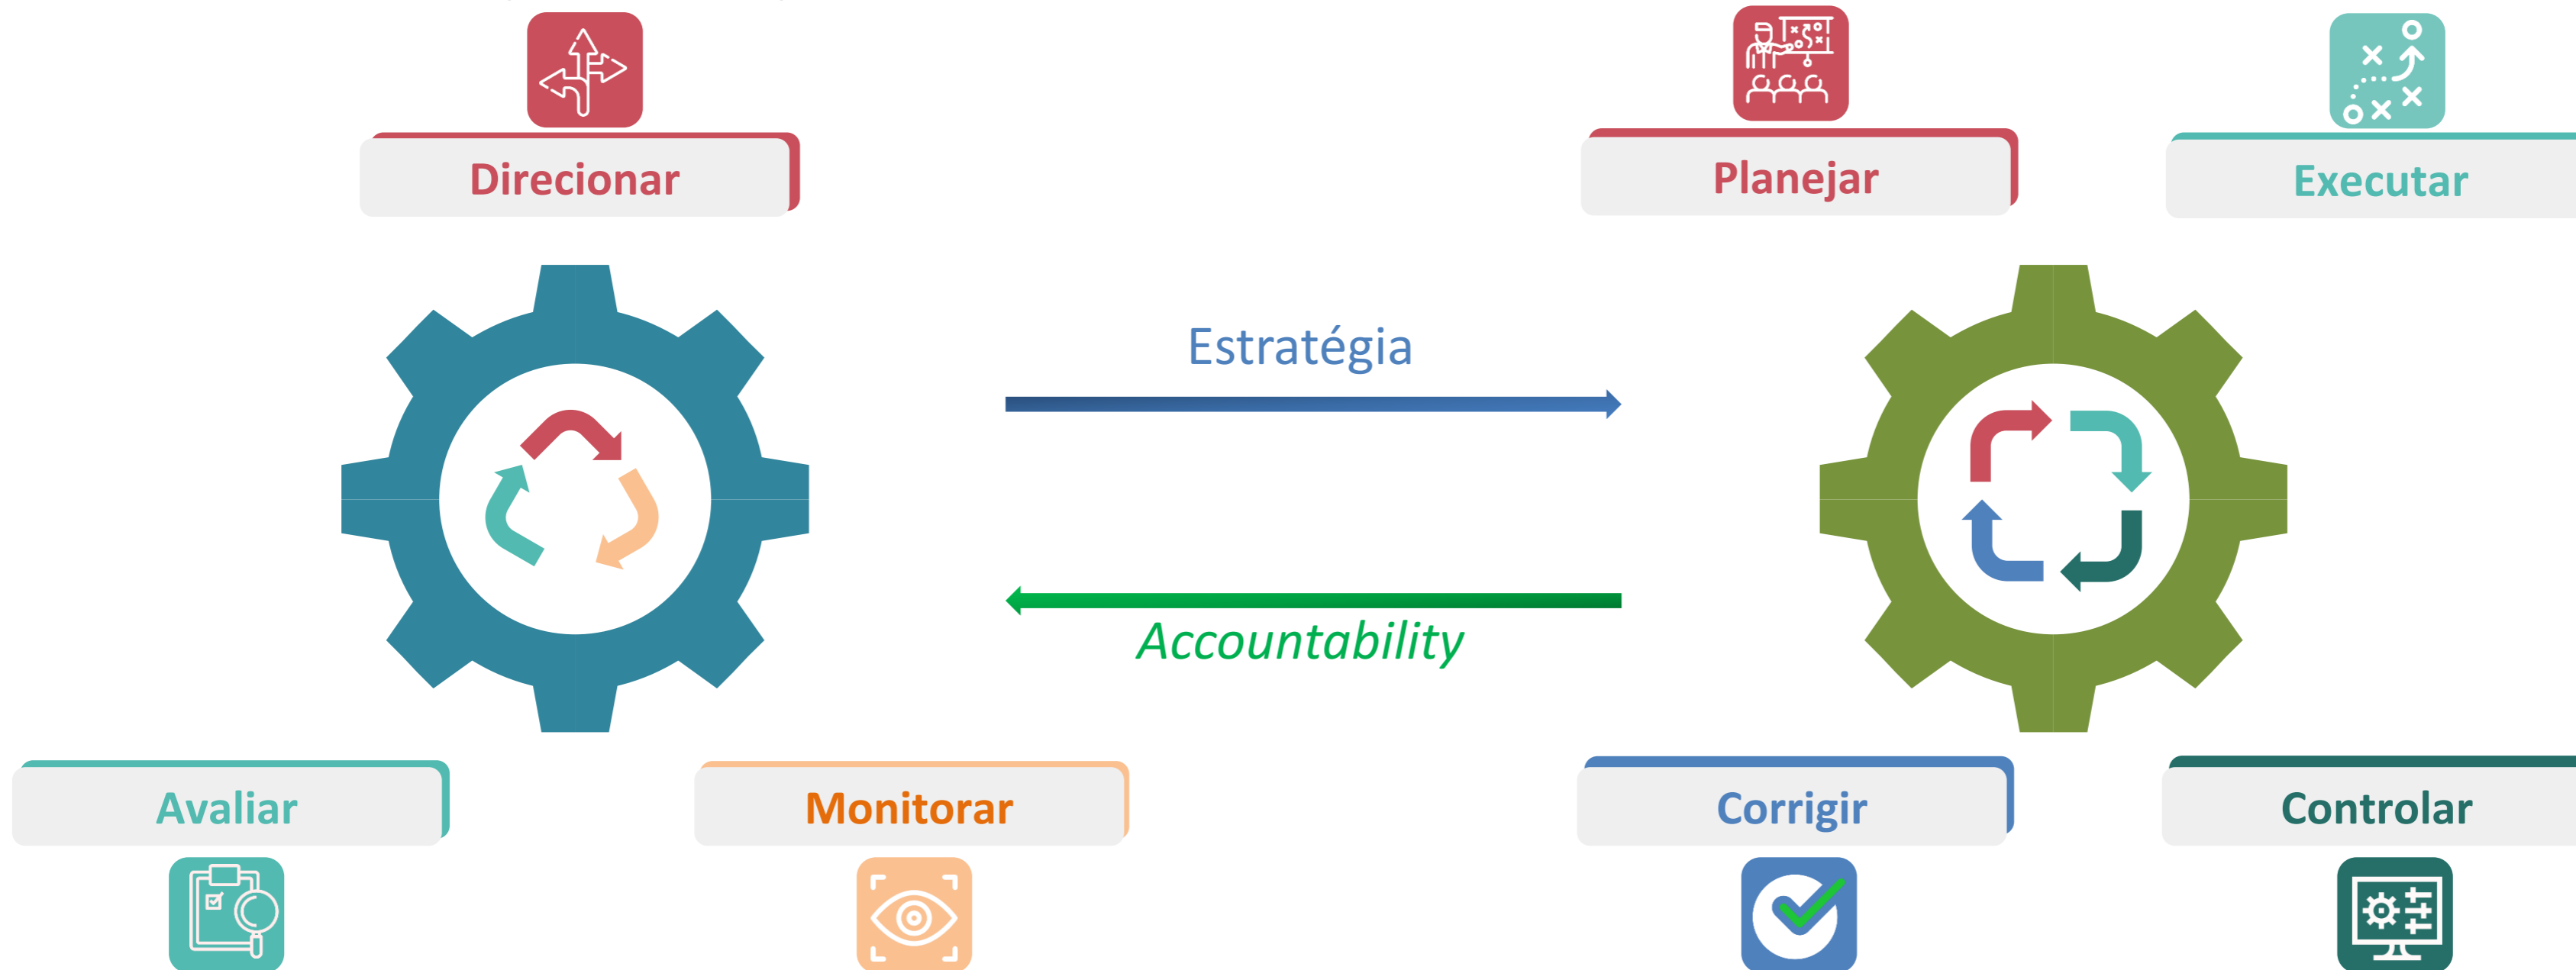 Direcionar
Planejar
Executar
Estratégia
Accountability
Avaliar
Monitorar
Corrigir
Controlar